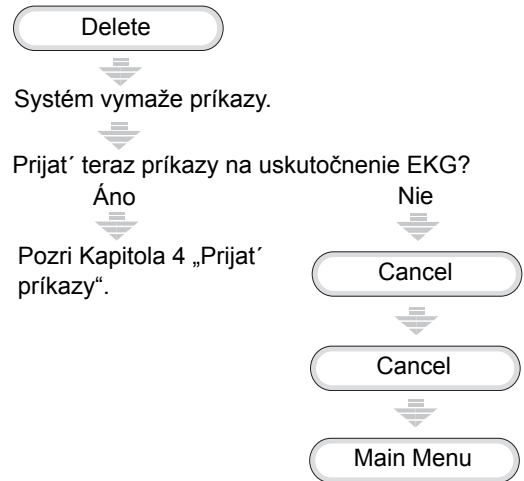 Delete
Systém vymaže príkazy.
Prijat´ teraz príkazy na uskutočnenie EKG?
Áno
Nie
Pozri Kapitola 4 „Prijat´
príkazy“.
Cancel
Cancel
Main Menu